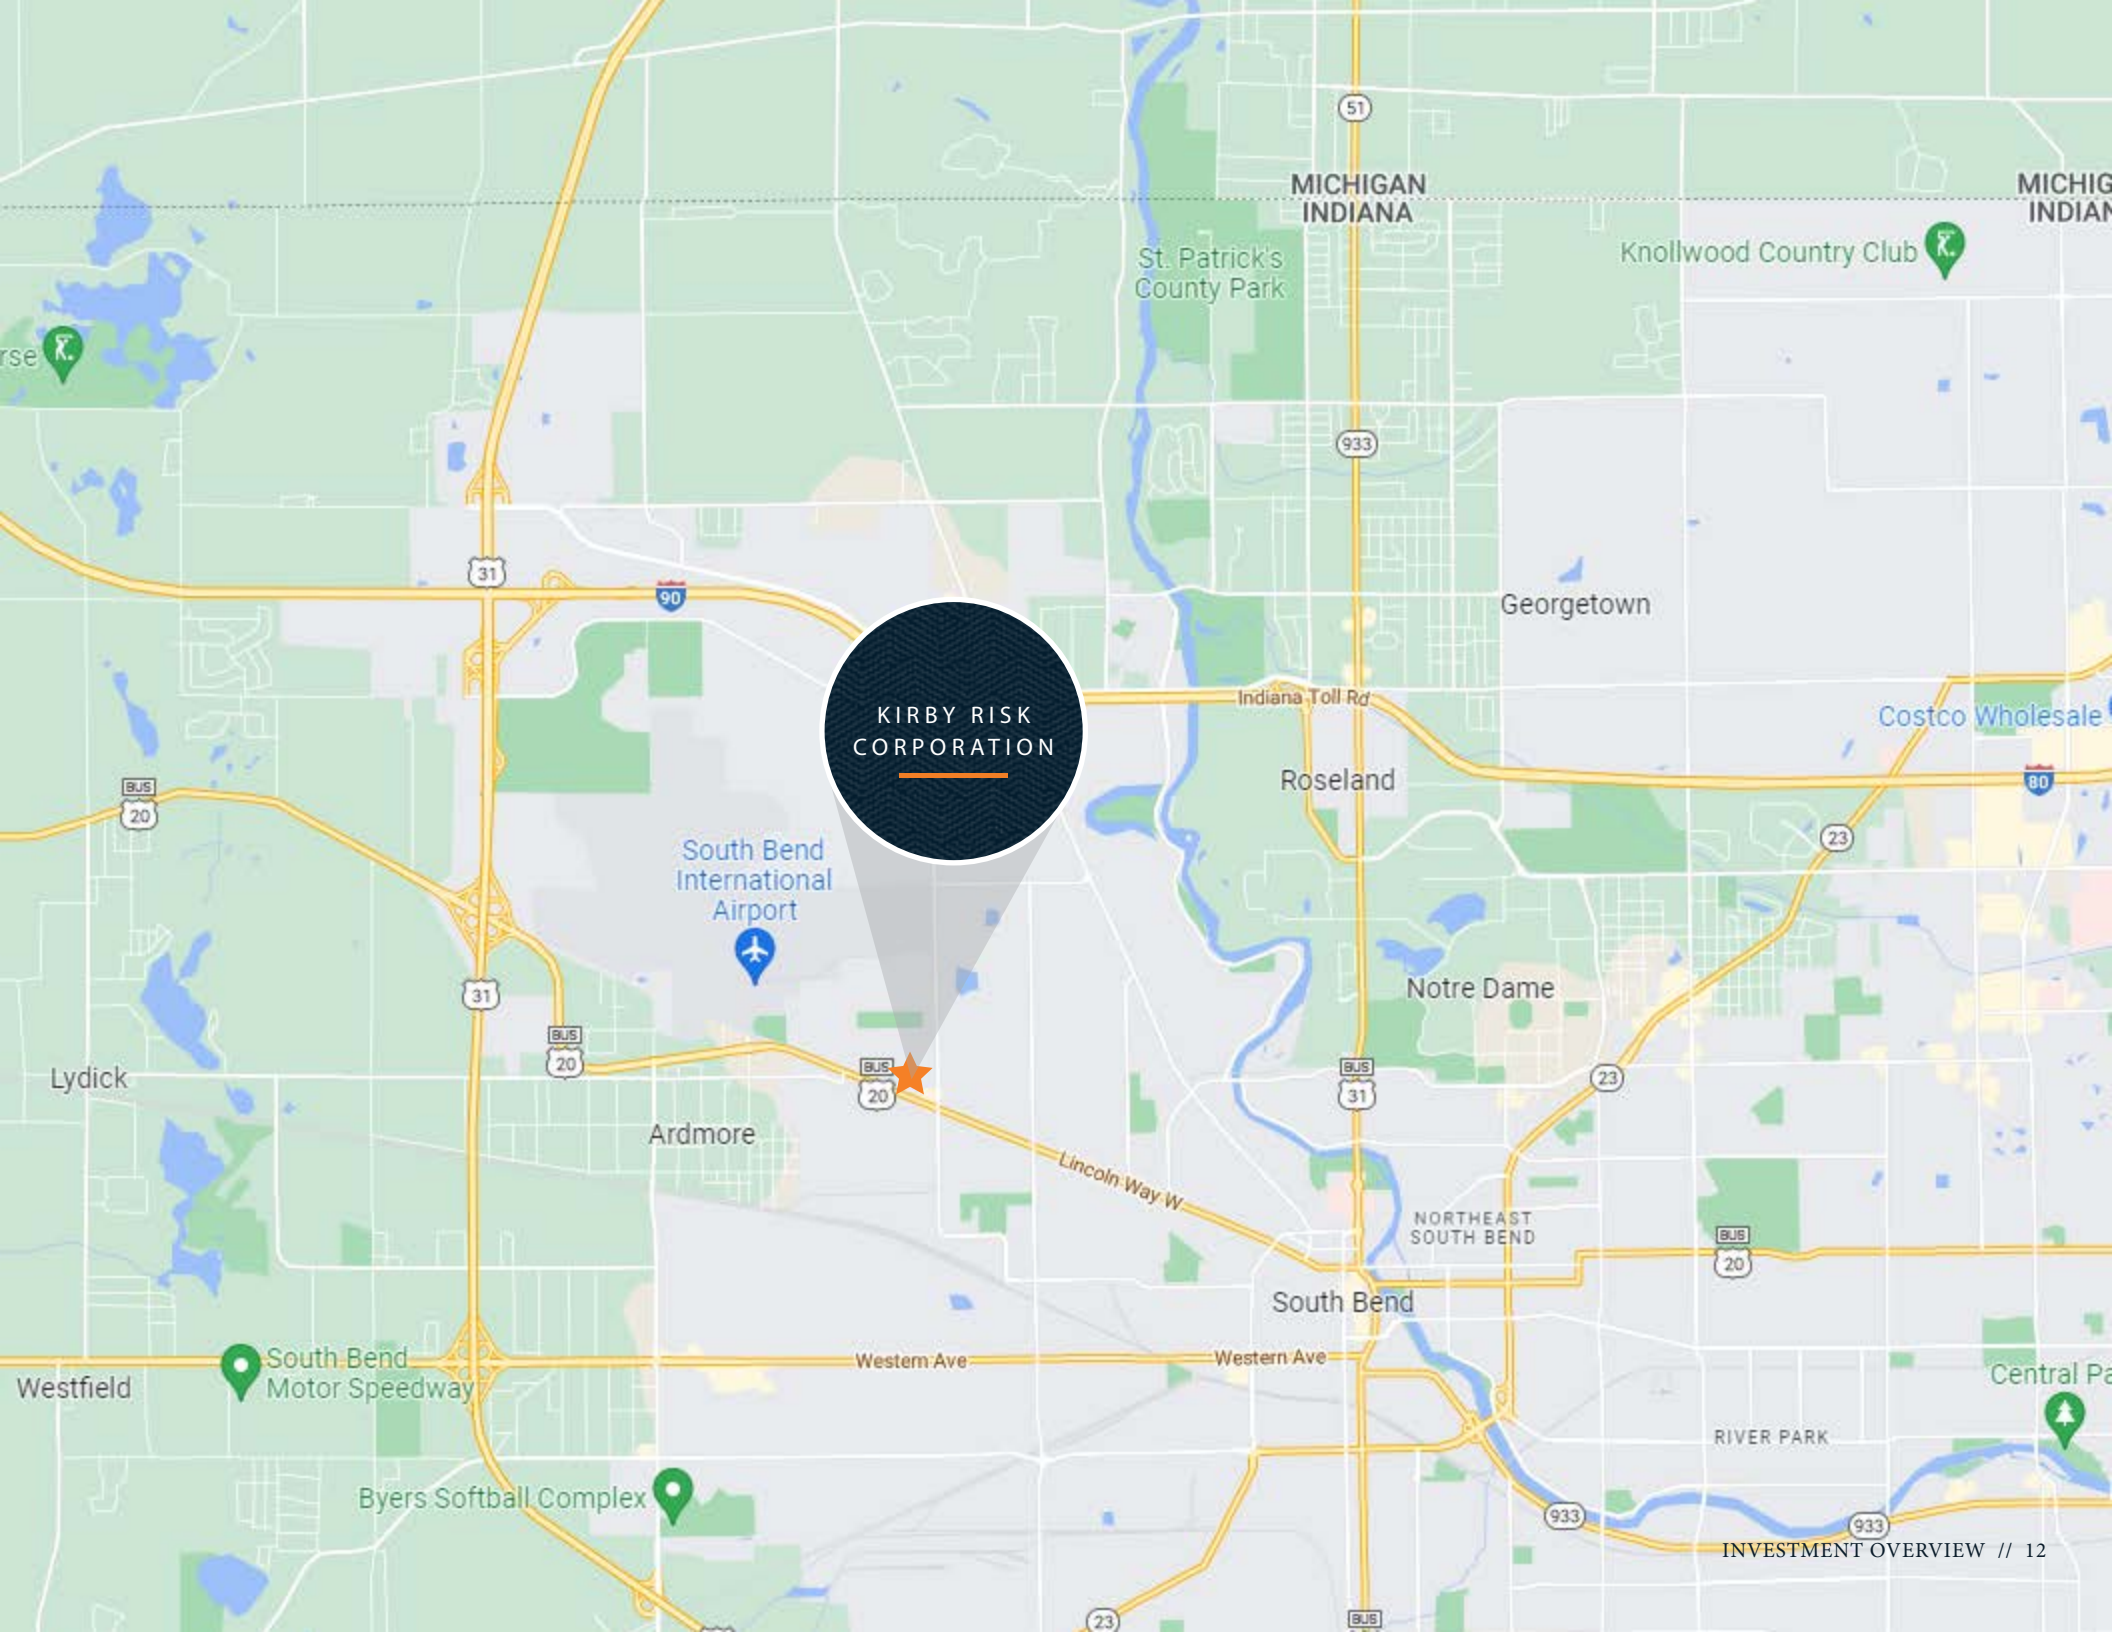 51
MICHIGAN
INDIANA
MICHIG
INDIAN
St. Patrick's
County Park
Knollwood Country Club
rse
933
31
90
Georgetown
KIRBY RISK
CORPORATION
Indiana Toll Rd
Costco Wholesale
Roseland
80
BUS
20
23
South Bend
International
Airport
31
Notre Dame
BUS
20
BUS
20
BUS
31
Lydick
23
Ardmore
Lincoln Way W
NORTHEAST
SOUTH BEND
BUS
20
South Bend
South Bend
Motor Speedway
Western Ave
Western Ave
Westfield
Central Pa
RIVER PARK
Byers Softball Complex
933
933
INVESTMENT OVERVIEW // 12
23
BUS